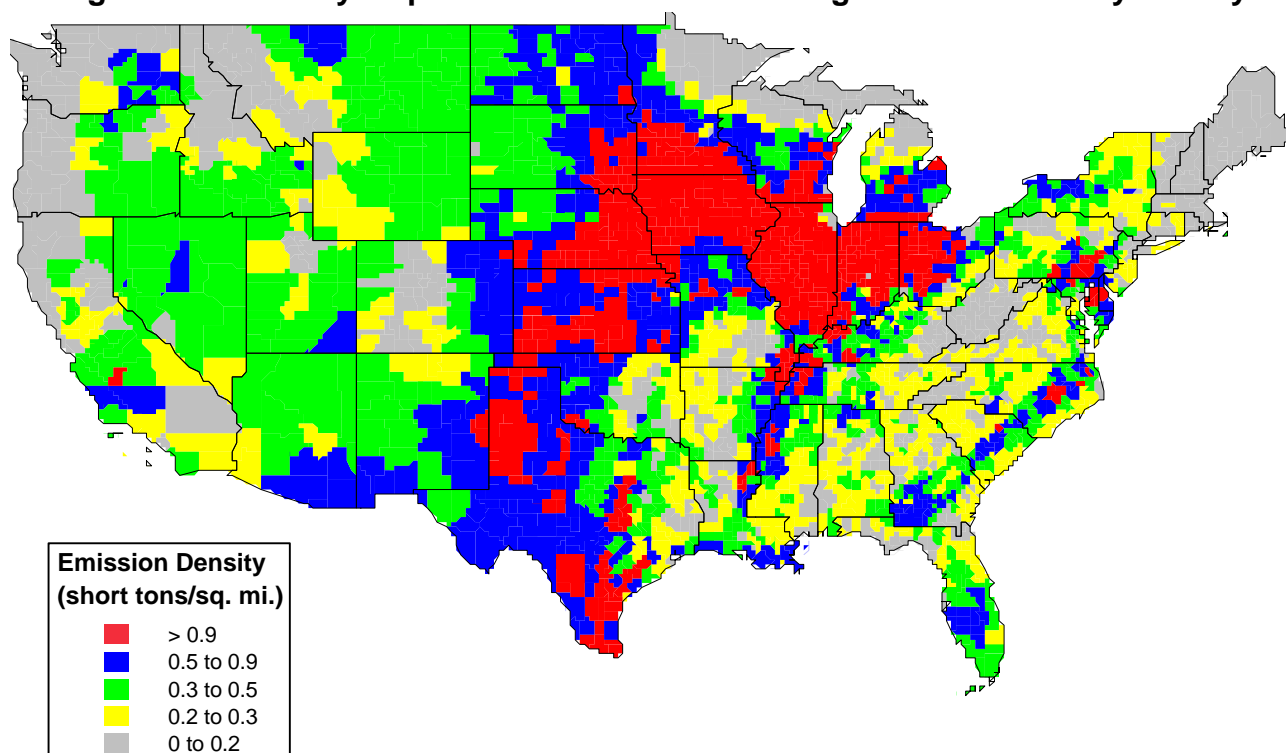 Emission Density
(short tons/sq. mi.)
> 0.9
0.5 to 0.9
0.3 to 0.5
0.2 to 0.3
0 to 0.2